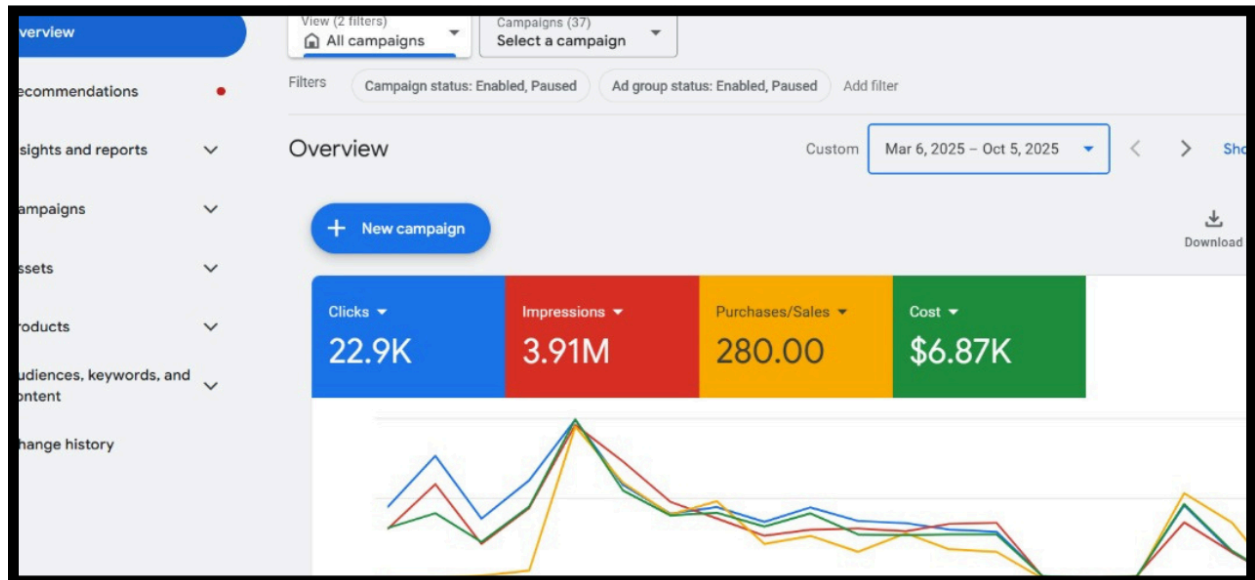 verview
ecommendations
sights and reports
ampaigns
ssets
roducts
udiences, keywords, and
ontent
hange history
View (2 filters)
All campaigns
Campaigns (37)
Select a campaign
Filters
Campaign status: Enabled, Paused
Ad group status: Enabled, Paused
Add filter
Overview
Custom
Mar 6, 2025 – Oct 5, 2025
Sho
New campaign
Download
Clicks
22.9K
Impressions
3.91M
Purchases/Sales
280.00
Cost
$6.87K